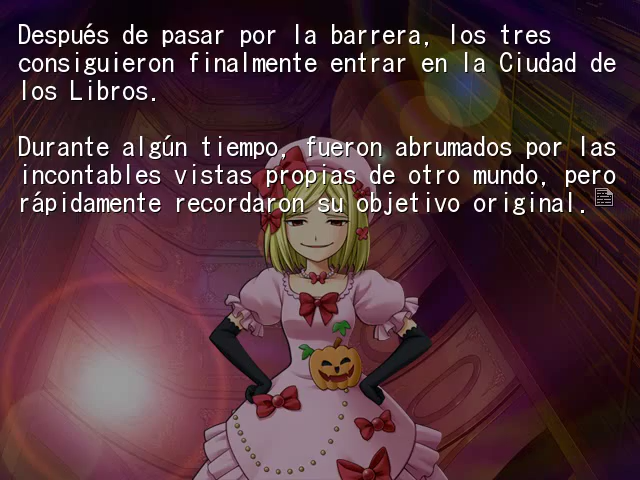 Después de pasar por la barrera, los tres
consiguieron finalmente entrar en la Ciudad de
los Libros.
Durante algún tiempo, fueron abrumados por las
incontables vistas propias de otro mundo, pero
rápidamente recordaron su objetivo original.